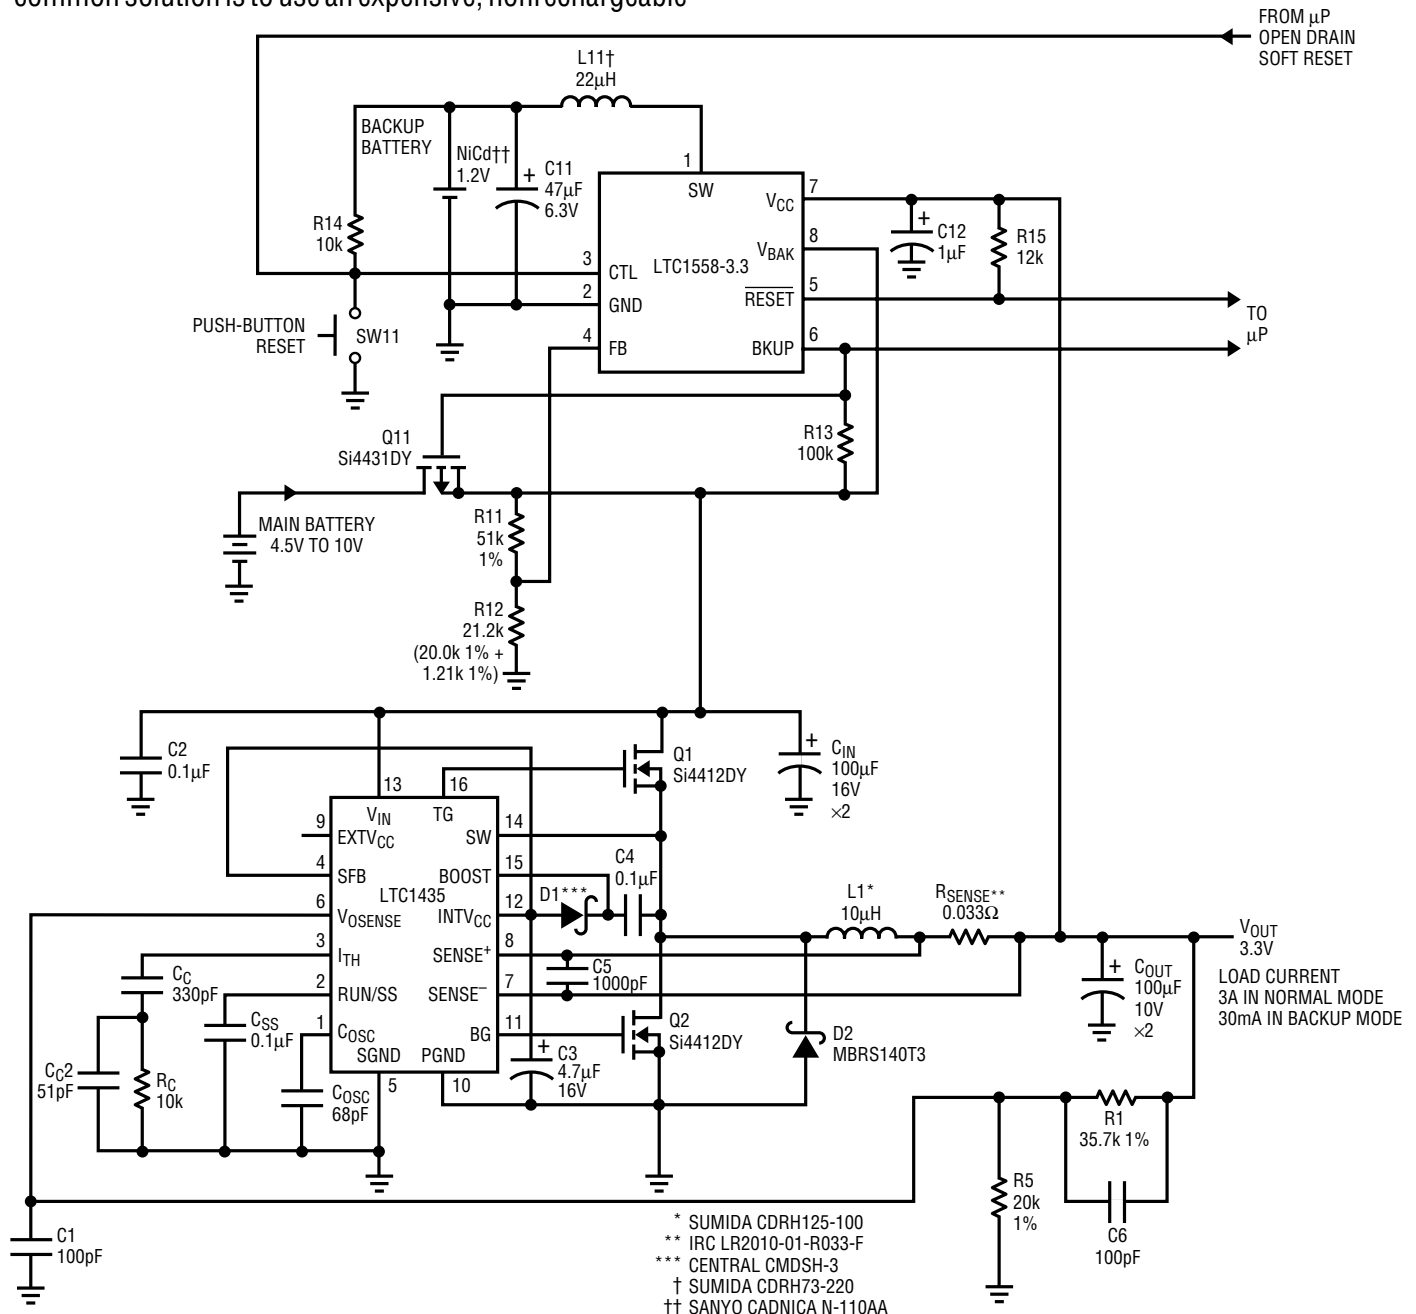 common solution is to use an expensive, nonrechargeable
FROM µP
OPEN DRAIN
SOFT RESET
L11†
22µH
BACKUP
BATTERY
NiCd††
1.2V
+
C11
47µF
6.3V
R14
10k
1
SW
7
VCC
8
VBAK
LTC1558-3.3
3
CTL
2
GND
4
FB
5
RESET
6
BKUP
+
C12
1µF
R15
12k
TO
µP
PUSH-BUTTON
RESET
SW11
R13
100k
Q11
Si4431DY
MAIN BATTERY
4.5V TO 10V
R11
51k
1%
R12
21.2k
(20.0k 1% +
1.21k 1%)
C2
0.1µF
Q1
Si4412DY
+
CIN
100µF
16V
×2
13
16
VIN
TG
9
EXTVCC
4
SFB
6
VOSENSE
3
ITH
2
RUN/SS
1
COSC
SGND
PGND
5
10
LTC1435
14
SW
15
BOOST
12
INTVCC
8
SENSE+
7
SENSE–
11
BG
D1***
C4
0.1µF
C5
1000pF
L1*
10µH
RSENSE**
0.033Ω
VOUT
3.3V
LOAD CURRENT
3A IN NORMAL MODE
30mA IN BACKUP MODE
+
COUT
100µF
10V
×2
CC
330pF
CSS
0.1µF
CC2
51pF
RC
10k
COSC
68pF
+
C3
4.7µF
16V
Q2
Si4412DY
D2
MBRS140T3
R1
35.7k 1%
R5
20k
1%
C6
100pF
C1
100pF
* SUMIDA CDRH125-100
** IRC LR2010-01-R033-F
*** CENTRAL CMDSH-3
† SUMIDA CDRH73-220
†† SANYO CADNICA N-110AA